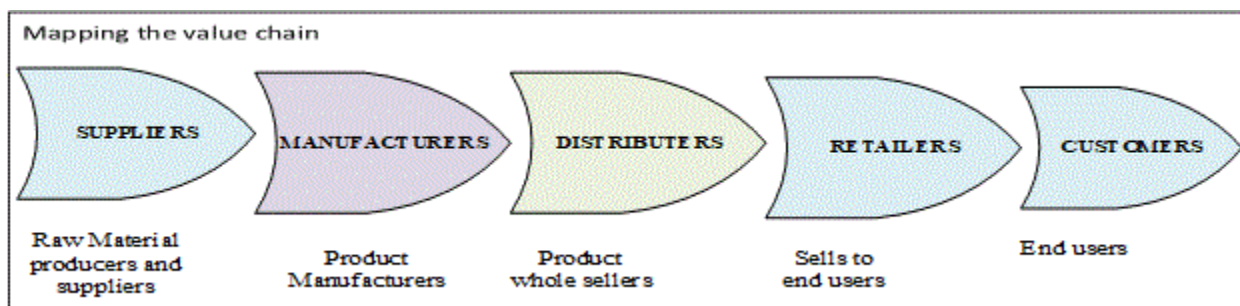 Mapping the value chain
SUPPLIERS
MANUFACTURERS
DISTRIBUTERS
RETAILERS
CUSTOMERS
Raw Material
producers and
suppliers
Product
Manufacturers
Product
whole sellers
Sells to
end users
End users